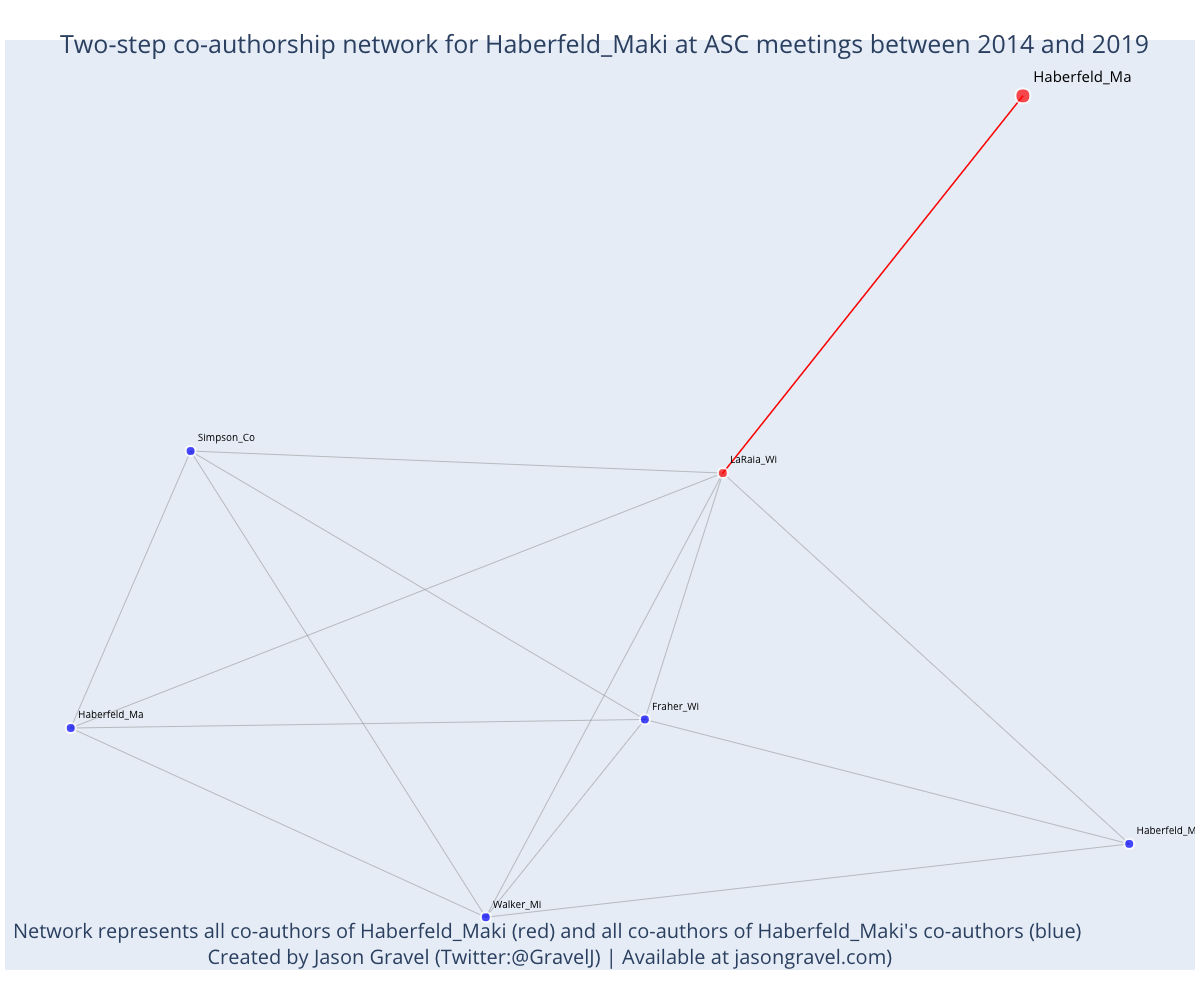 Two-step co-authorship network for Haberfeld_Maki at ASC meetings between 2014 and 2019
Haberfeld_Ma
Simpson_Co
LaRaia_Wi
Haberfeld_Ma
Fraher_Wi
Haberfeld_M
Walker_Mi
Network represents all co-authors of Haberfeld_Maki (red) and all co-authors of Haberfeld_Maki's co-authors (blue)
Created by Jason Gravel (Twitter:@GravelJ) | Available at jasongravel.com)